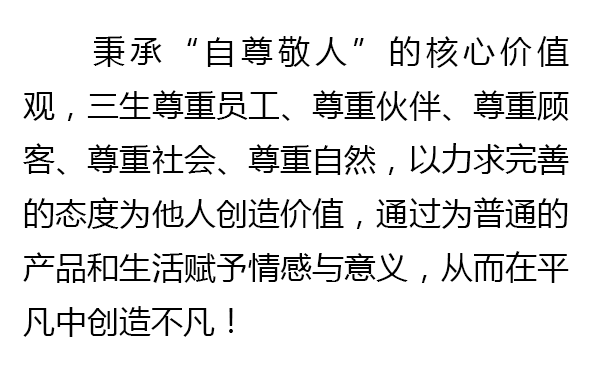 秉承“自尊敬人”的核心价值
观，三生尊重员工、尊重伙伴、尊重顾
客、尊重社会、尊重自然，以力求完善
的态度为他人创造价值，通过为普通的
产品和生活赋予情感与意义，从而在平
凡中创造不凡！